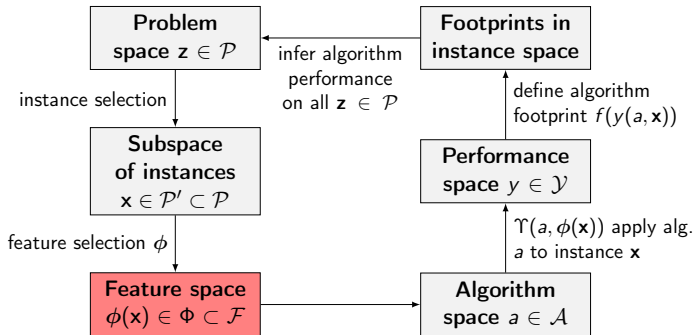 Problem
space z ∈ 𝒫
Footprints in
instance space
infer algorithm
performance
on all z ∈ 𝒫
instance selection
define algorithm
footprint f(y(a, x))
Subspace
of instances
x ∈ 𝒫′ ⊂ 𝒫
Performance
space y ∈ 𝒴
feature selection ϕ
ϒ(a, ϕ(x)) apply alg.
a to instance x
Feature space
ϕ(x) ∈ Φ ⊂ ℱ
Algorithm
space a ∈ 𝒜